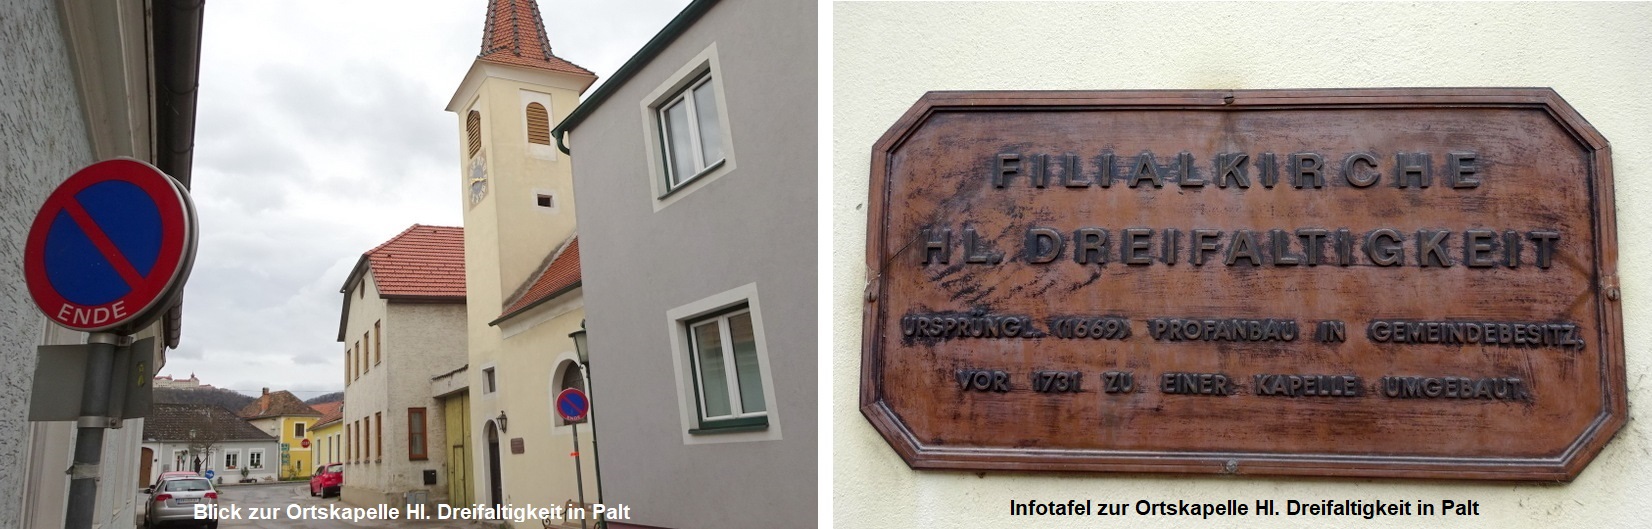 ENDE
Blick zur Ortskapelle Hl. Dreifaltigkeit in Palt
FILIALKIRCHE
HL. DREIFALTIGKEIT
URSPRÜNGL. (1669) PROFANBAU IN GEMEINDEBESITZ,
VOR 1731 ZU EINER KAPELLE UMGEBAUT.
Infotafel zur Ortskapelle Hl. Dreifaltigkeit in Palt